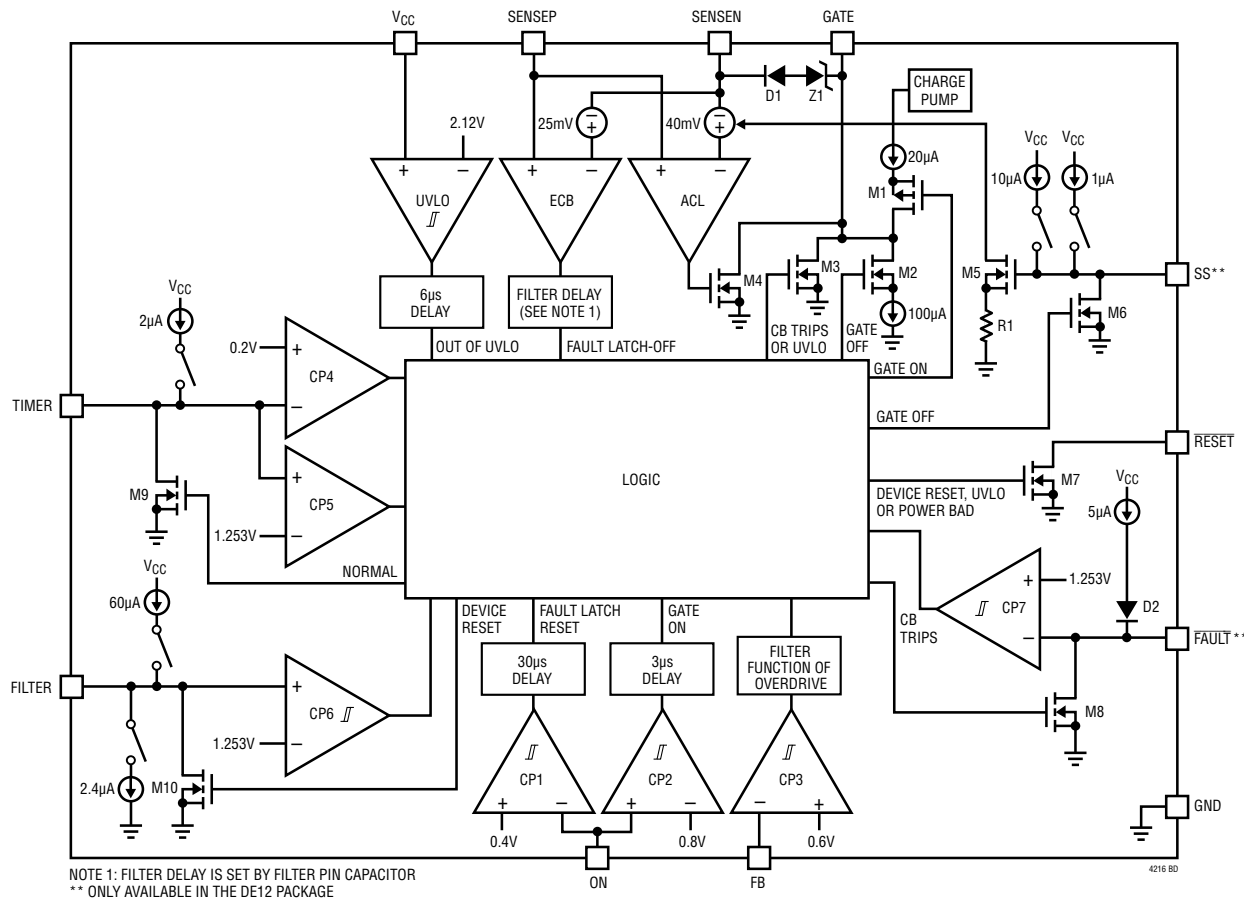 VCC
SENSEP
SENSEN
GATE
CHARGE
PUMP
D1
Z1
2.12V
25mV
40mV
20µA
VCC
VCC
10µA
1µA
+
–
+
–
+
–
–
+
–
+
UVLO
ECB
ACL
M1
M4
M3
M2
M5
SS**
6µs
DELAY
FILTER DELAY
(SEE NOTE 1)
100µA
R1
M6
VCC
2µA
OUT OF UVLO
FAULT LATCH-OFF
CB TRIPS
OR UVLO
GATE
OFF
GATE ON
0.2V
+
CP4
–
TIMER
GATE OFF
RESET
+
CP5
LOGIC
M9
M7
DEVICE RESET, UVLO
OR POWER BAD
VCC
5µA
1.253V
–
NORMAL
VCC
60µA
DEVICE
RESET
FAULT LATCH
RESET
GATE
ON
CB
TRIPS
+
1.253V
CP7
D2
–
FAULT **
30µs
DELAY
3µs
DELAY
FILTER
FUNCTION OF
OVERDRIVE
FILTER
+
CP6
M8
1.253V
–
2.4µA
M10
CP1
CP2
CP3
+
–
+
–
–
+
0.4V
0.8V
0.6V
GND
ON
FB
NOTE 1: FILTER DELAY IS SET BY FILTER PIN CAPACITOR
** ONLY AVAILABLE IN THE DE12 PACKAGE
4216 BD